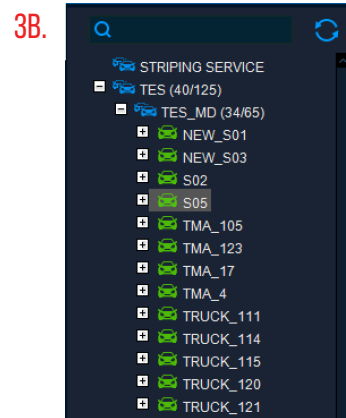 3B.
STRIPING SERVICE
TES (40/125)
TES_MD (34/65)
NEW_S01
NEW_S03
S02
S05
TMA_105
TMA_123
TMA_17
TMA_4
TRUCK_111
TRUCK_114
TRUCK_115
TRUCK_120
TRUCK_121